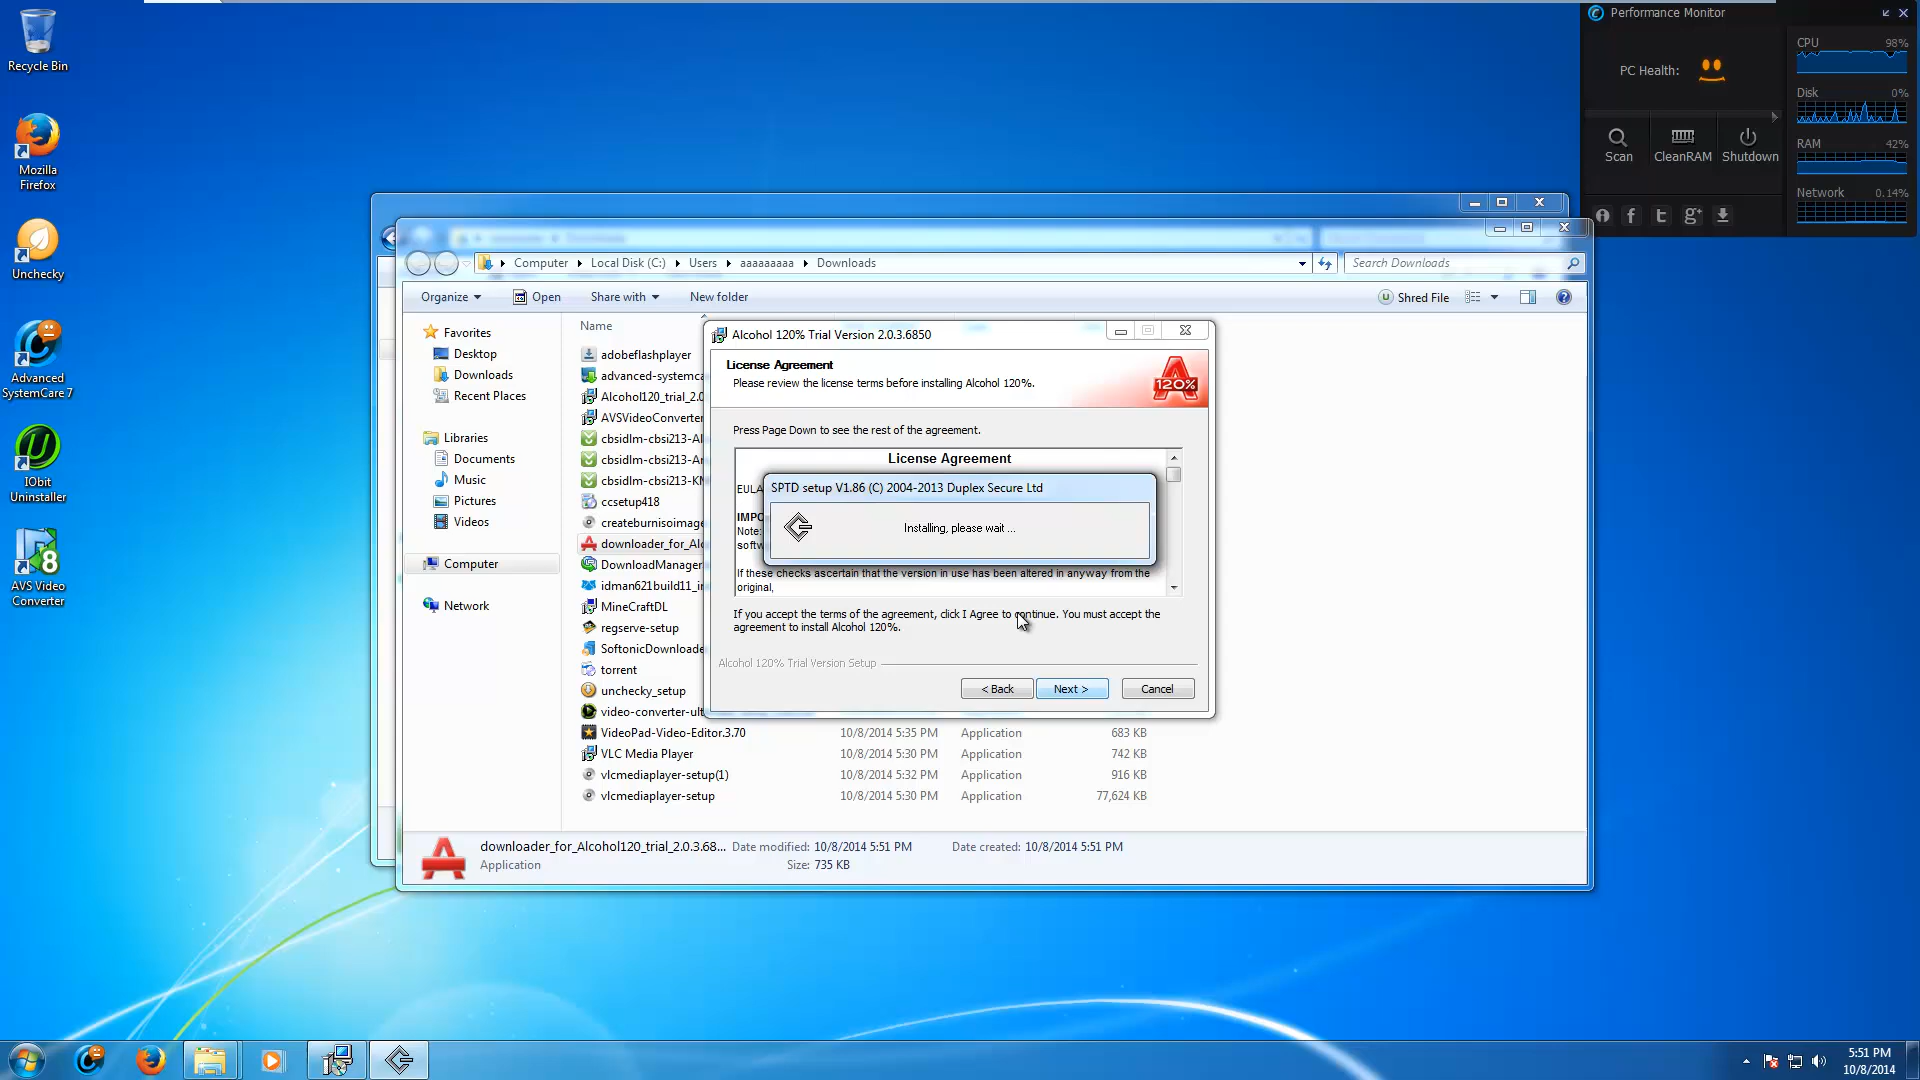 Recycle Bin
Mozilla
Firefox
Unchecky
Advanced
SystemCare 7
IObit
Uninstaller
AVS Video
Converter
8
Performance Monitor
PC Health:
CPU 98%
Disk 0%
RAM 42%
Network 0.14%
Scan
CleanRAM
Shutdown
Computer Local Disk (C:) Users aaaaaaaaa Downloads
Search Downloads
Organize
Open
Share with
New folder
Shred File
Favorites
Desktop
Downloads
Recent Places
Libraries
Documents
Music
Pictures
Videos
Computer
Network
Name
adobeflashplayer
advanced-systemca
Alcohol120_trial_2.0
AVSVideoConverter
cbsidlm-cbsi213-Al
cbsidlm-cbsi213-
cbsidlm-cbsi213-
ccsetup418
createburnisoimage
downloader_for_Alc
DownloadManager
idman621build11_i
MineCraftDL
regserve-setup
SoftonicDownloade
torrent
unchecky_setup
video-converter-ul
VideoPad-Video-Editor.3.70 10/8/2014 5:35 PM Application 683 KB
VLC Media Player 10/8/2014 5:30 PM Application 742 KB
vlcmediaplayer-setup(1) 10/8/2014 5:32 PM Application 916 KB
vlcmediaplayer-setup 10/8/2014 5:30 PM Application 77,624 KB
Alcohol 120% Trial Version 2.0.3.6850
License Agreement
Please review the license terms before installing Alcohol 120%.
120%
Press Page Down to see the rest of the agreement.
License Agreement
EULA
IMPO
Note:
softw
SPTD setup V1.86 (C) 2004-2013 Duplex Secure Ltd
Installing, please wait ...
If these checks ascertain that the version in use has been altered in anyway from the
original,
If you accept the terms of the agreement, click I Agree to continue. You must accept the
agreement to install Alcohol 120%.
Alcohol 120% Trial Version Setup
< Back
Next >
Cancel
downloader_for_Alcohol120_trial_2.0.3.68... Date modified: 10/8/2014 5:51 PM Date created: 10/8/2014 5:51 PM
Application Size: 735 KB
5:51 PM
10/8/2014